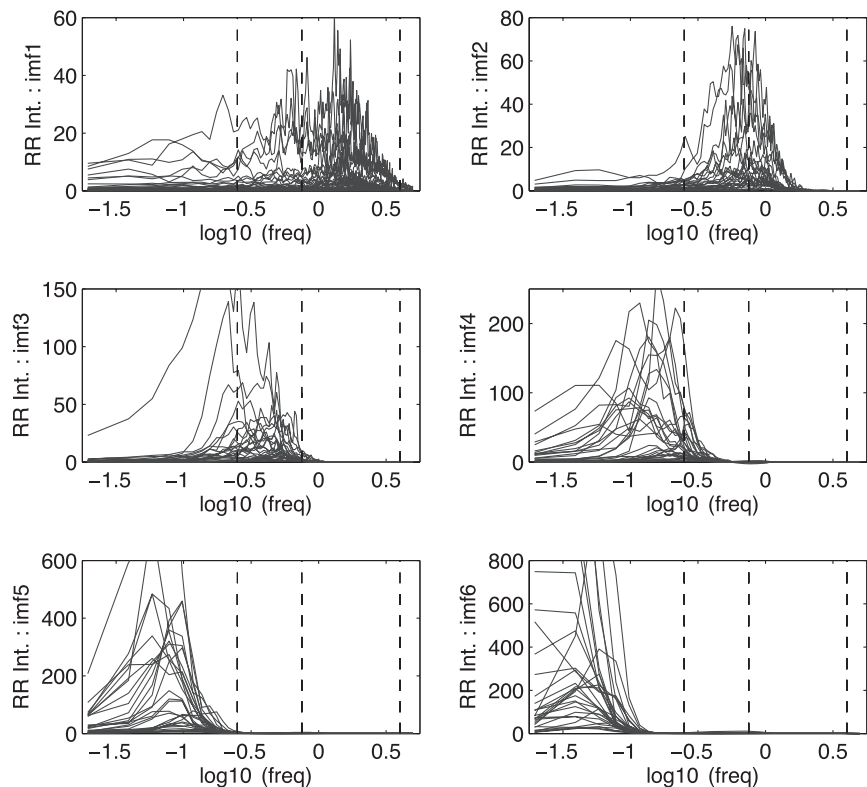 60
40
20
0
RR Int. : imf1
−1.5 −1 −0.5 0 0.5
log10 (freq)
80
60
40
20
0
RR Int. : imf2
−1.5 −1 −0.5 0 0.5
log10 (freq)
150
100
50
0
RR Int. : imf3
−1.5 −1 −0.5 0 0.5
log10 (freq)
200
100
0
RR Int. : imf4
−1.5 −1 −0.5 0 0.5
log10 (freq)
600
400
200
0
RR Int. : imf5
−1.5 −1 −0.5 0 0.5
log10 (freq)
800
600
400
200
0
RR Int. : imf6
−1.5 −1 −0.5 0 0.5
log10 (freq)